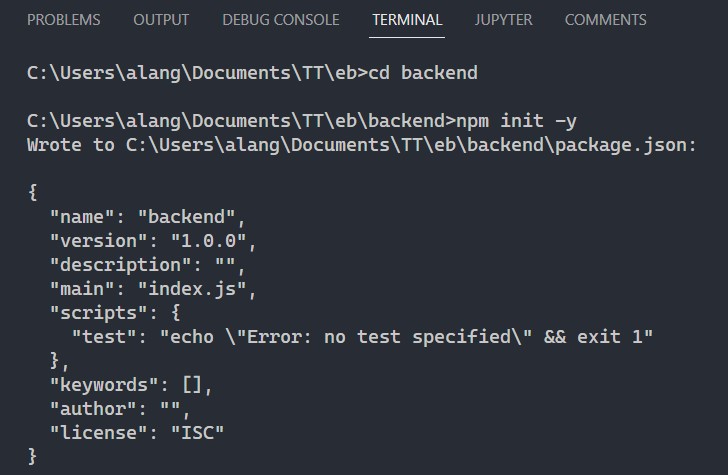 PROBLEMS OUTPUT DEBUG CONSOLE TERMINAL JUPYTER COMMENTS
C:\Users\alang\Documents\TT\eb>cd backend
C:\Users\alang\Documents\TT\eb\backend>npm init -y
Wrote to C:\Users\alang\Documents\TT\eb\backend\package.json:
{
  "name": "backend",
  "version": "1.0.0",
  "description": "",
  "main": "index.js",
  "scripts": {
    "test": "echo \"Error: no test specified\" && exit 1"
  },
  "keywords": [],
  "author": "",
  "license": "ISC"
}